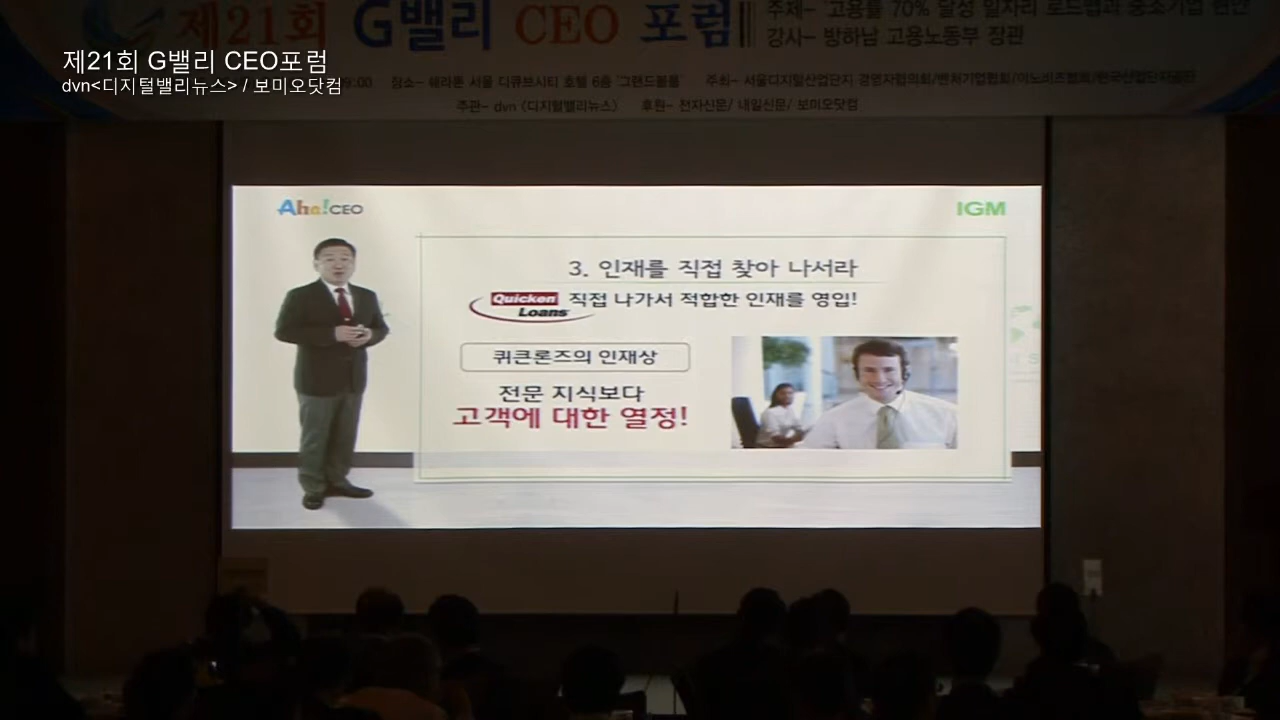 제21회 G밸리 CEO 포럼
주제- '고용률 70% 달성 일자리 로드맵과 중소기업 현안
강사- 방하남 고용노동부 장관
제21회 G밸리 CEO포럼
dvn<디지털밸리뉴스> / 보미오닷컴
:00 장소- 쉐라톤 서울 디큐브시티 호텔 6층 '그랜드볼룸' 주최- 서울디지털산업단지 경영자협의회/벤처기업협회/이노비즈협회/한국산업단지공단
주관- dvn <디지털밸리뉴스> 후원- 전자신문/ 내일신문/ 보미오닷컴
Aha!CEO
IGM
3. 인재를 직접 찾아 나서라
Quicken Loans 직접 나가서 적합한 인재를 영입!
퀴큰론즈의 인재상
전문 지식보다
고객에 대한 열정!